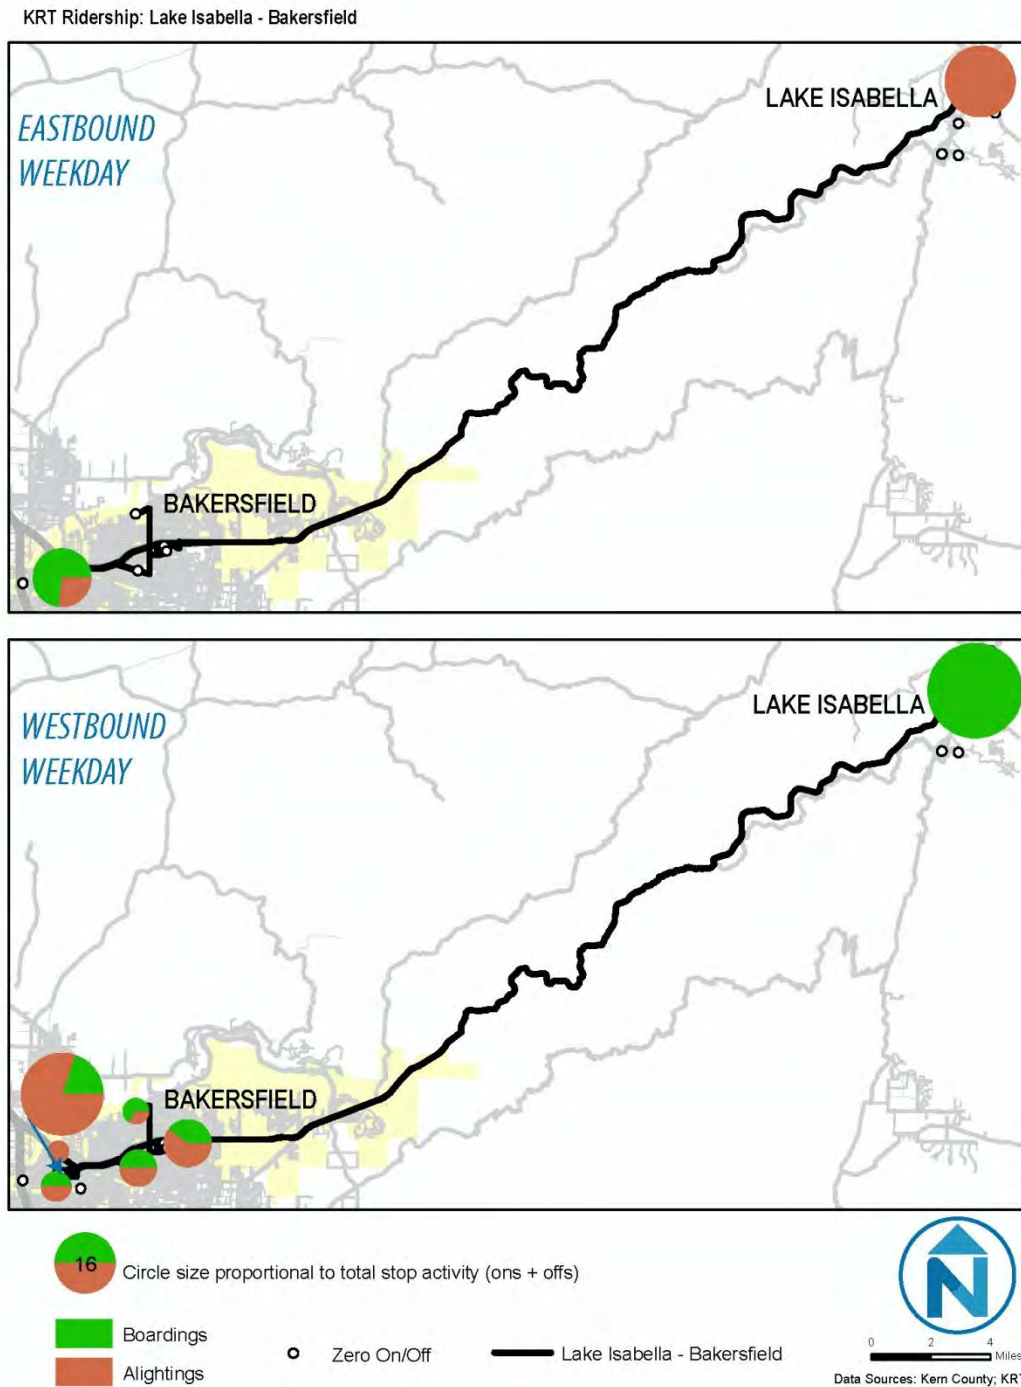 KRT Ridership: Lake Isabella - Bakersfield
EASTBOUND
WEEKDAY
LAKE ISABELLA
BAKERSFIELD
WESTBOUND
WEEKDAY
LAKE ISABELLA
BAKERSFIELD
16
Circle size proportional to total stop activity (ons + offs)
Boardings
Alightings
Zero On/Off
Lake Isabella - Bakersfield
N
0 2 4
Miles
Data Sources: Kern County; KRT